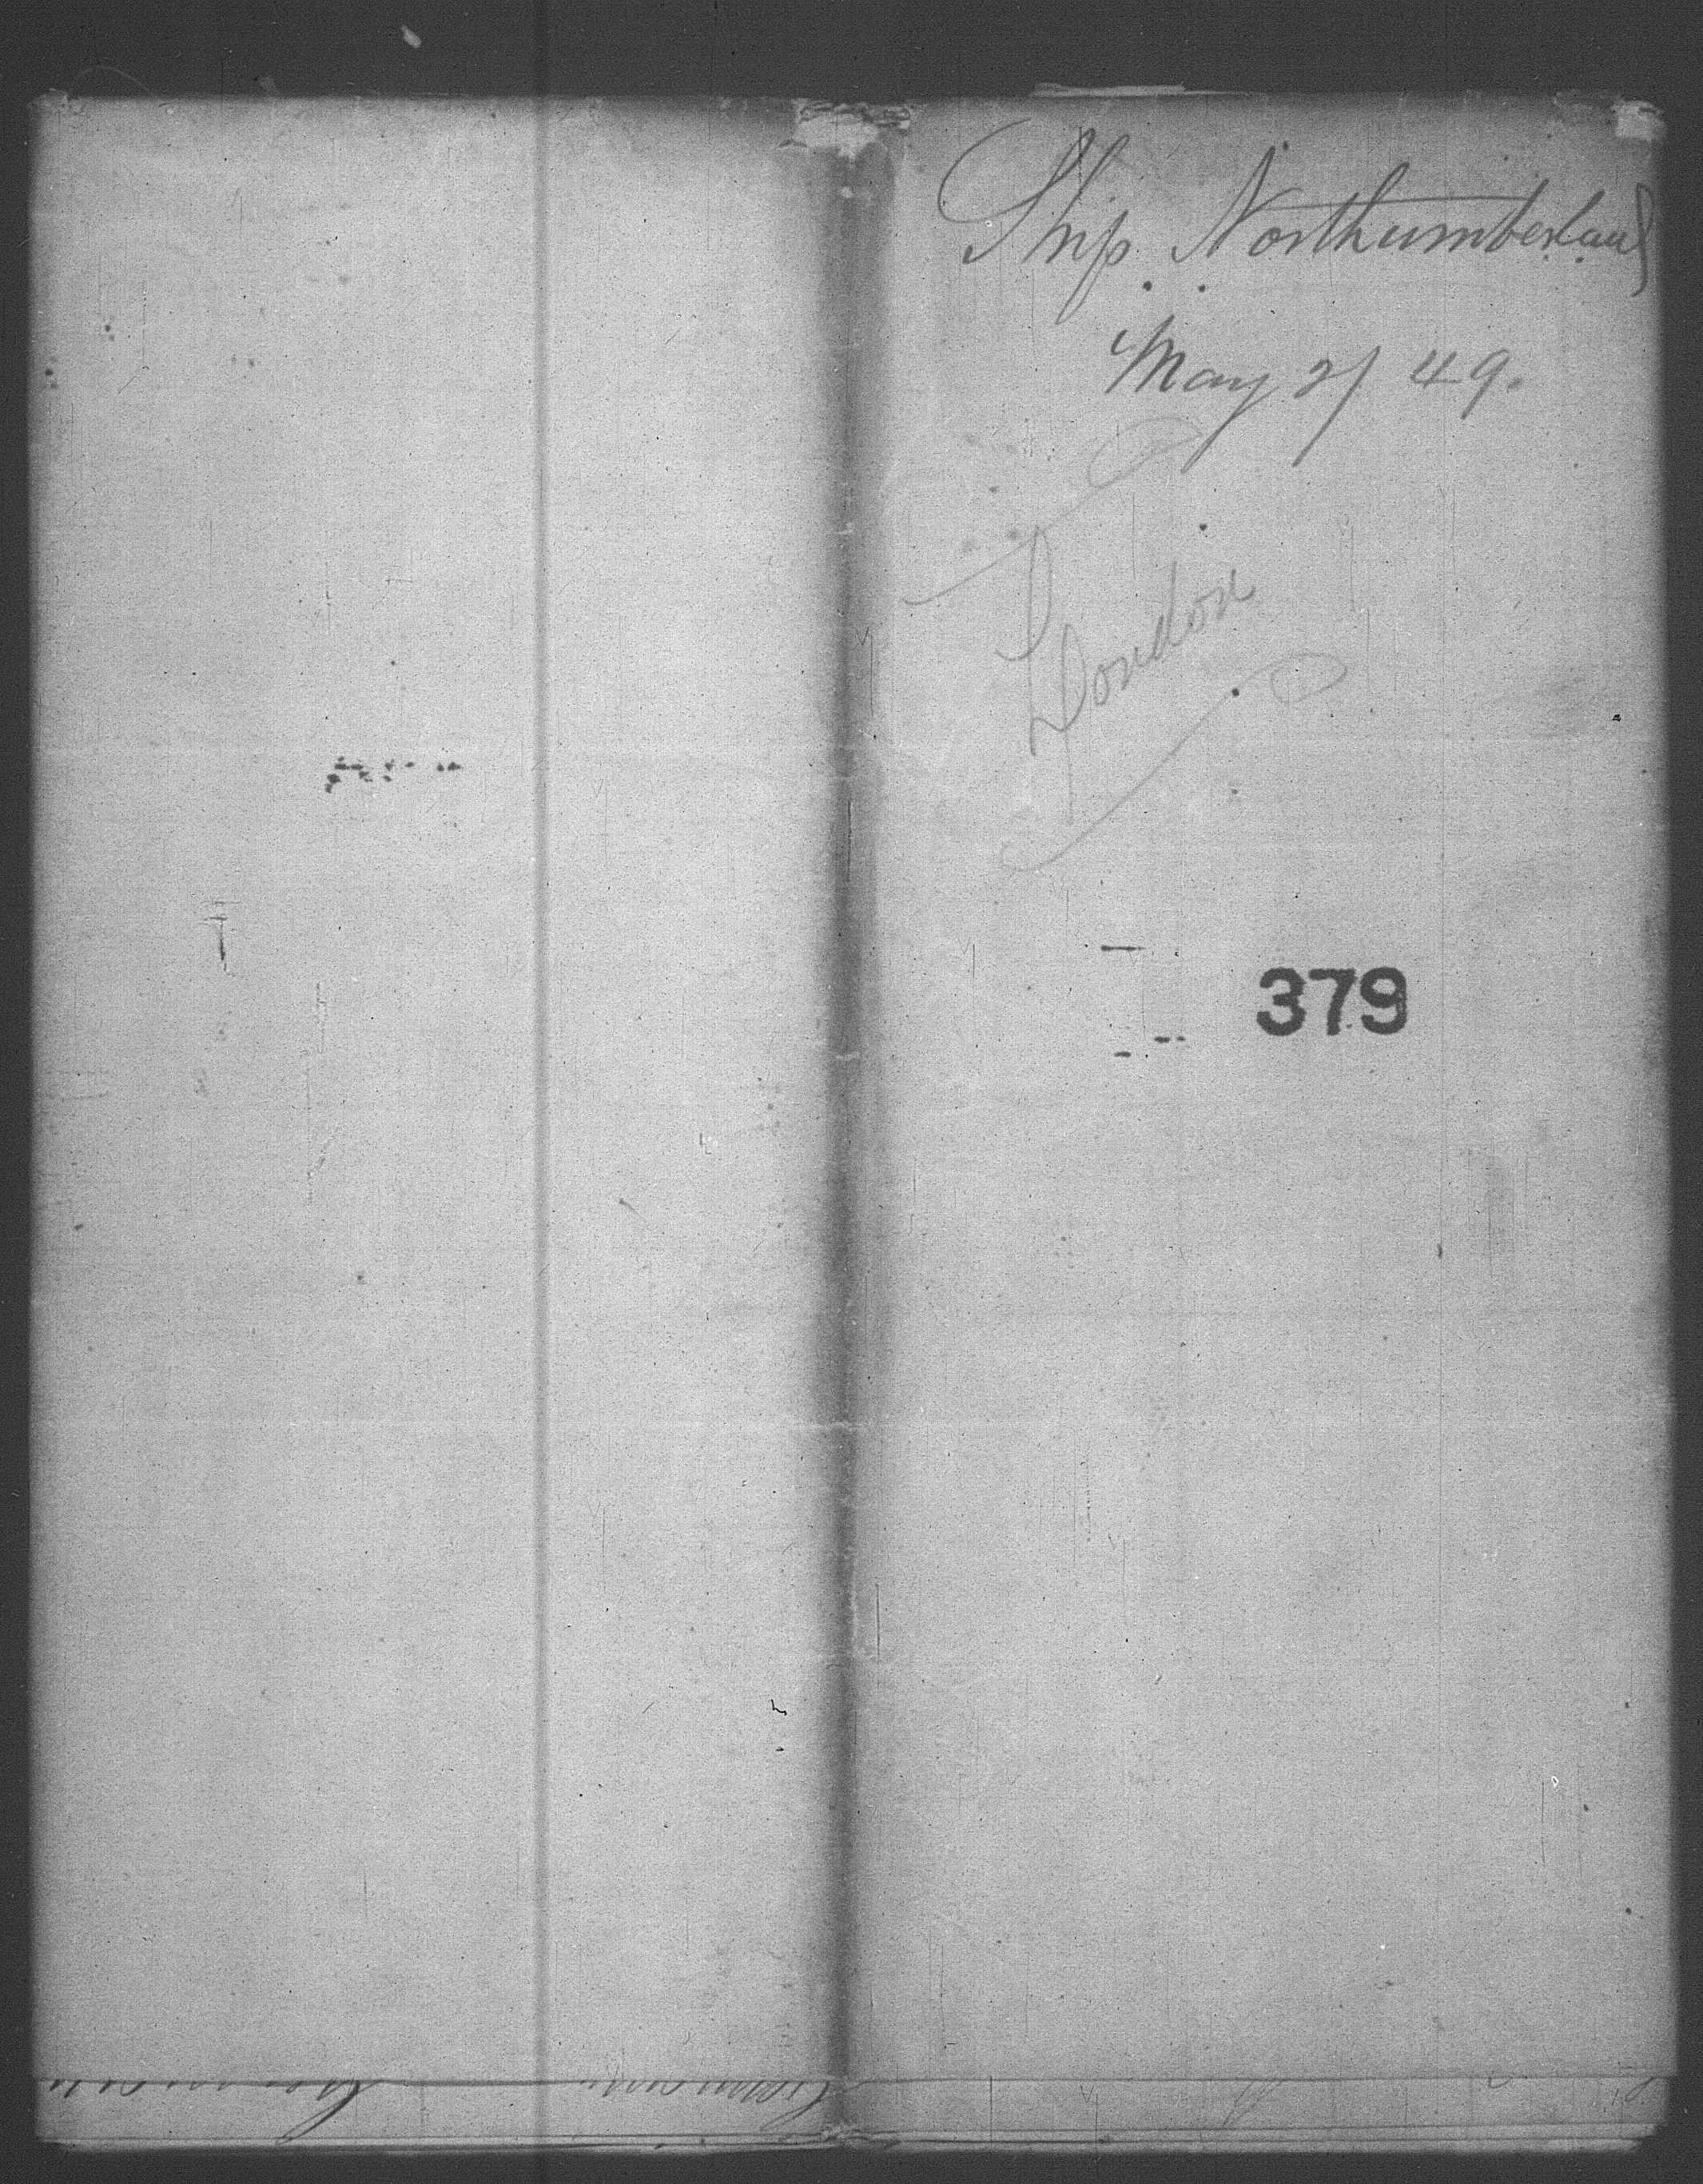 Ship Northumberland
May 2/ 49.
London
379